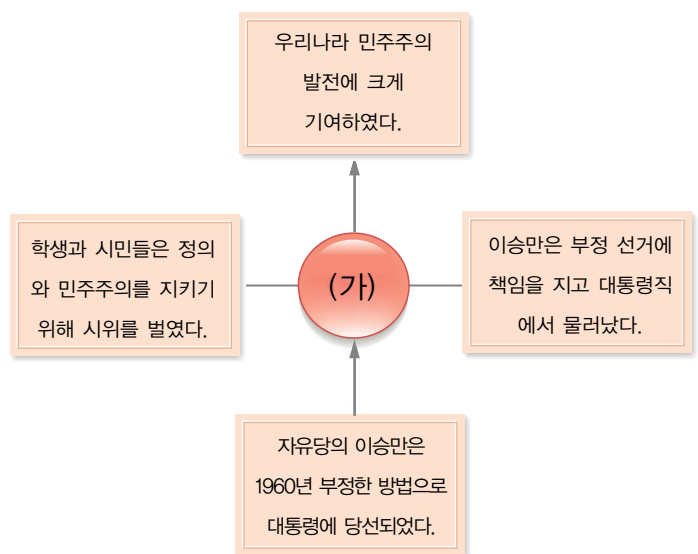 우리나라 민주주의
발전에 크게
기여하였다.
학생과 시민들은 정의
와 민주주의를 지키기
위해 시위를 벌였다.
(가)
이승만은 부정 선거에
책임을 지고 대통령직
에서 물러났다.
자유당의 이승만은
1960년 부정한 방법으로
대통령에 당선되었다.